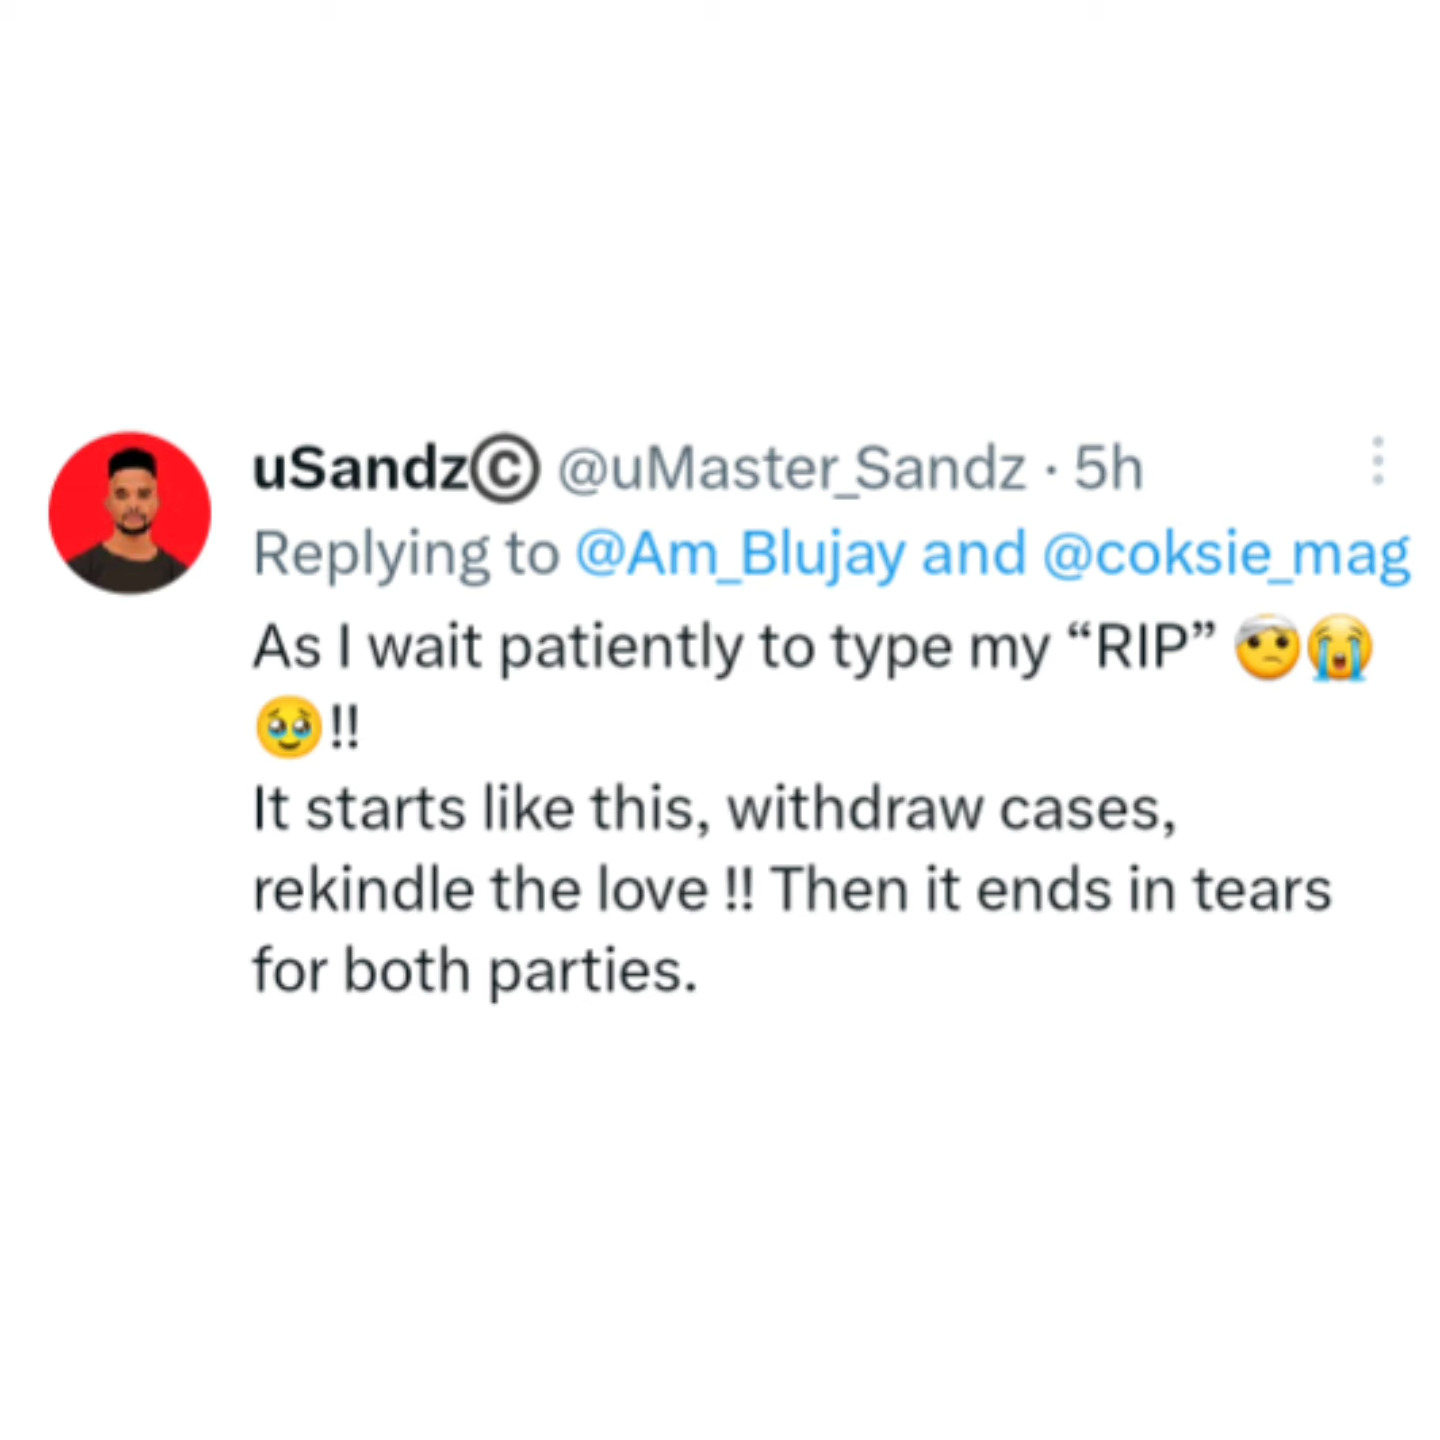 uSandz© @uMaster_Sandz · 5h
Replying to @Am_Blujay and @coksie_mag
As I wait patiently to type my “RIP” 🤕😭
🥹!!
It starts like this, withdraw cases,
rekindle the love !! Then it ends in tears
for both parties.